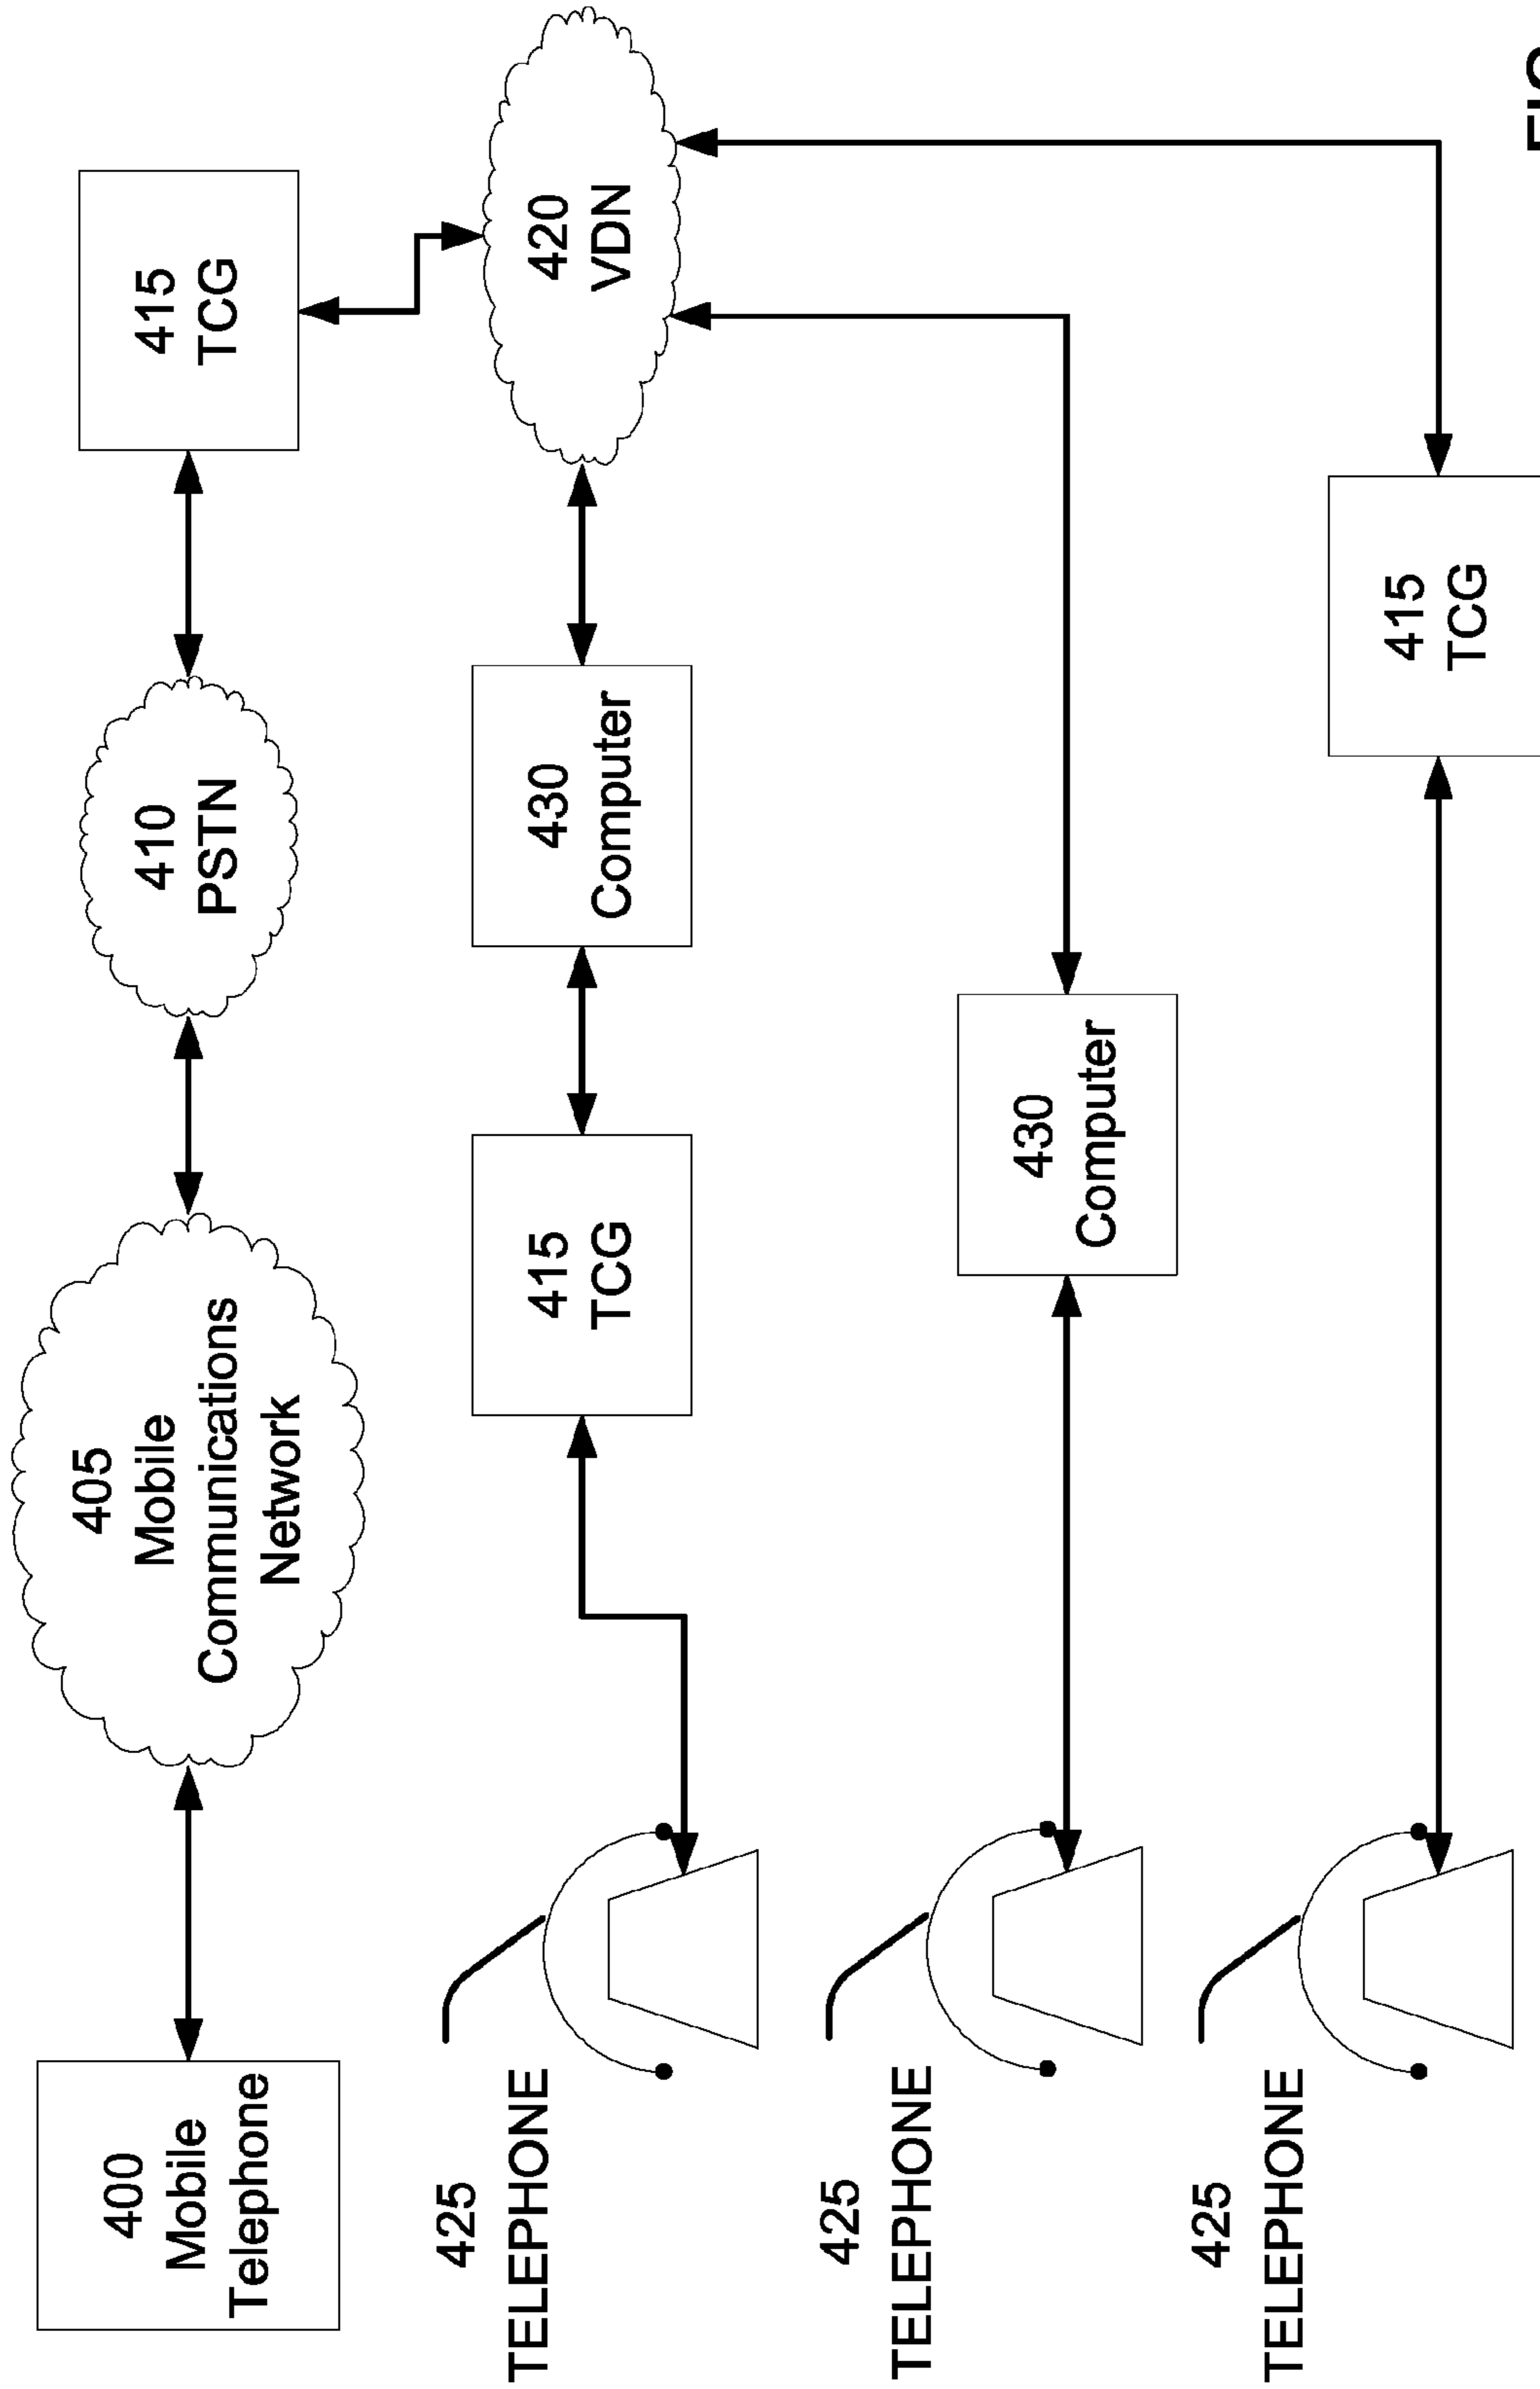 400
Mobile
Telephone
405
Mobile
Communications
Network
410
PSTN
415
TCG
425
TELEPHONE
415
TCG
430
Computer
420
VDN
425
TELEPHONE
430
Computer
425
TELEPHONE
415
TCG